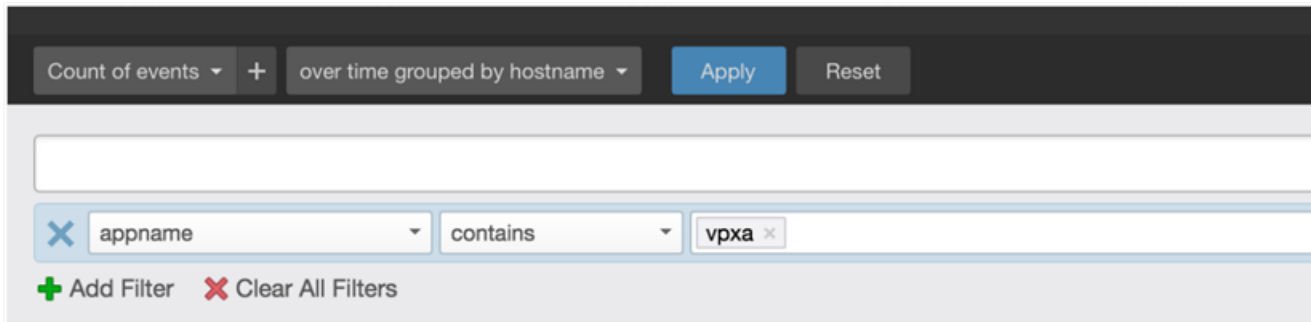 Count of events + over time grouped by hostname Apply Reset
appname contains vpxa ×
Add Filter Clear All Filters